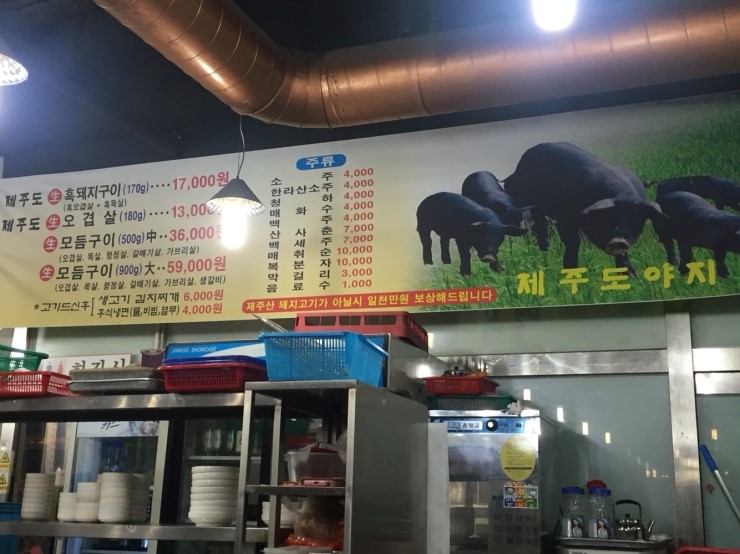 제주도 生 흑돼지구이 (170g) ···· 17,000원
(흑오겹살 + 흑목살)
제주도 生 오 겹 살 (180g) ···· 13,000
生 모듬구이 (500g) 中 ·· 36,000원
(오겹살, 목살, 항정살, 갈매기살, 가브리살)
生 모듬구이 (900g) 大 ·· 59,000원
(오겹살, 목살, 항정살, 갈매기살, 가브리살, 생갈비)
*고기드신후 생고기 김치찌개 6,000원
후식냉면(물,비빔,열무) 4,000원
주류
소 주 4,000
한 라 산 소 주 4,000
청 하 4,000
매 화 수 4,000
백 주
산 사 춘 7,000
백 세 주 7,000
매 취 순 10,000
복 분 자 10,000
막 걸 리 3,000
음 료 수 1,000
제주산 돼지고기가 아닐시 일천만원 보상해드립니다
제주도야지